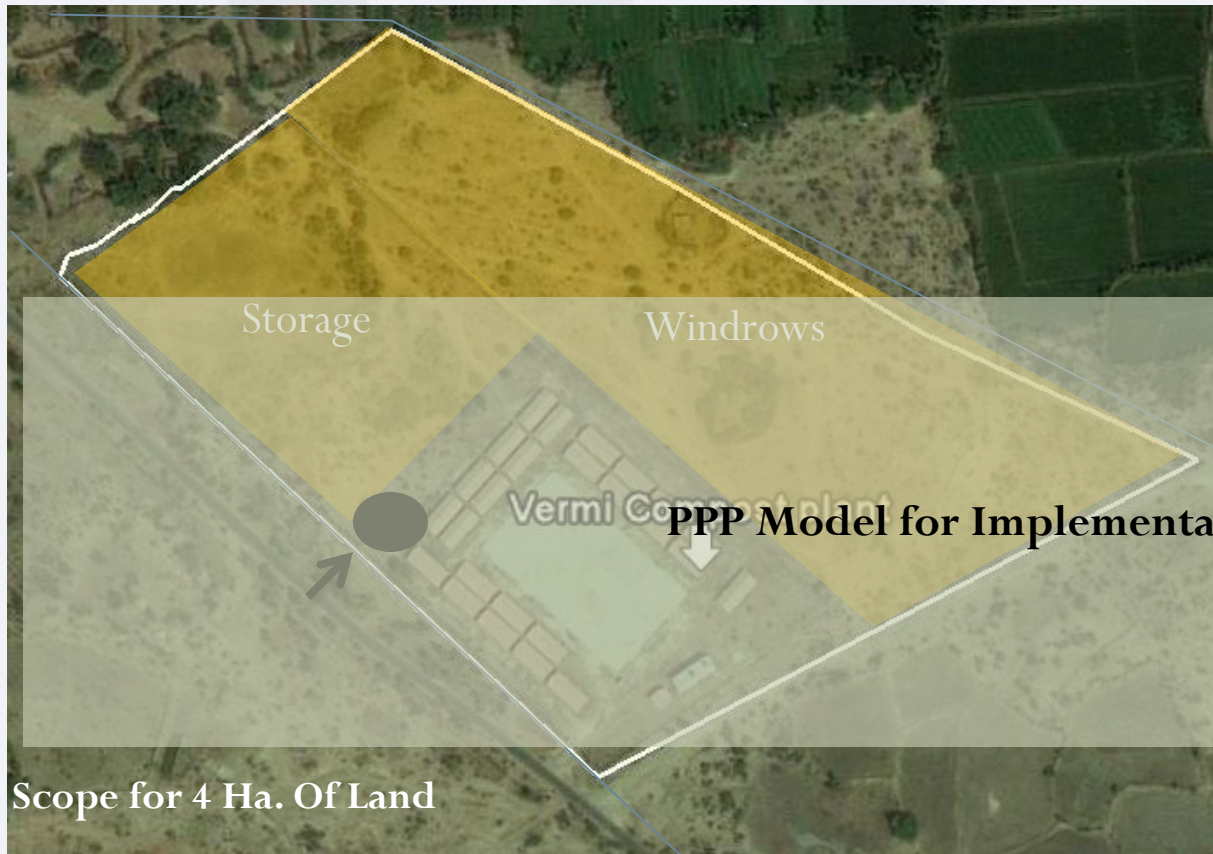 Storage
Windrows
Vermi Compost plant
PPP Model for Implementa
Scope for 4 Ha. Of Land